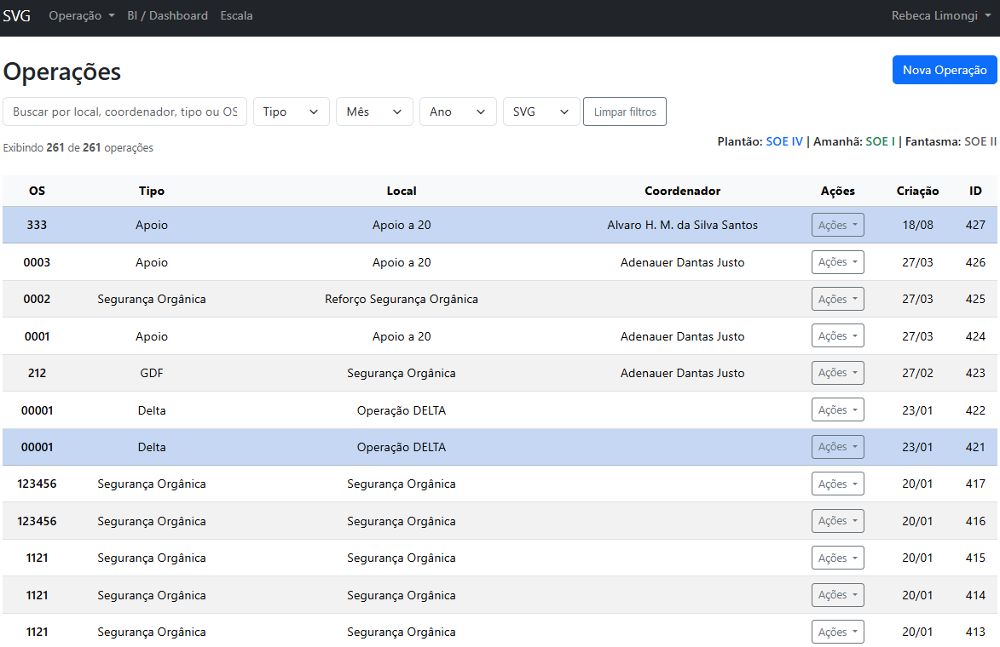 SVG Operação BI / Dashboard Escala Rebeca Limongi
Operações Nova Operação
Buscar por local, coordenador, tipo ou OS Tipo Mês Ano SVG Limpar filtros
Exibindo 261 de 261 operações Plantão: SOE IV | Amanhã: SOE I | Fantasma: SOE II
OS Tipo Local Coordenador Ações Criação ID
333 Apoio Apoio a 20 Alvaro H. M. da Silva Santos Ações 18/08 427
0003 Apoio Apoio a 20 Adenauer Dantas Justo Ações 27/03 426
0002 Segurança Orgânica Reforço Segurança Orgânica Ações 27/03 425
0001 Apoio Apoio a 20 Adenauer Dantas Justo Ações 27/03 424
212 GDF Segurança Orgânica Adenauer Dantas Justo Ações 27/02 423
00001 Delta Operação DELTA Ações 23/01 422
00001 Delta Operação DELTA Ações 23/01 421
123456 Segurança Orgânica Segurança Orgânica Ações 20/01 417
123456 Segurança Orgânica Segurança Orgânica Ações 20/01 416
1121 Segurança Orgânica Segurança Orgânica Ações 20/01 415
1121 Segurança Orgânica Segurança Orgânica Ações 20/01 414
1121 Segurança Orgânica Segurança Orgânica Ações 20/01 413